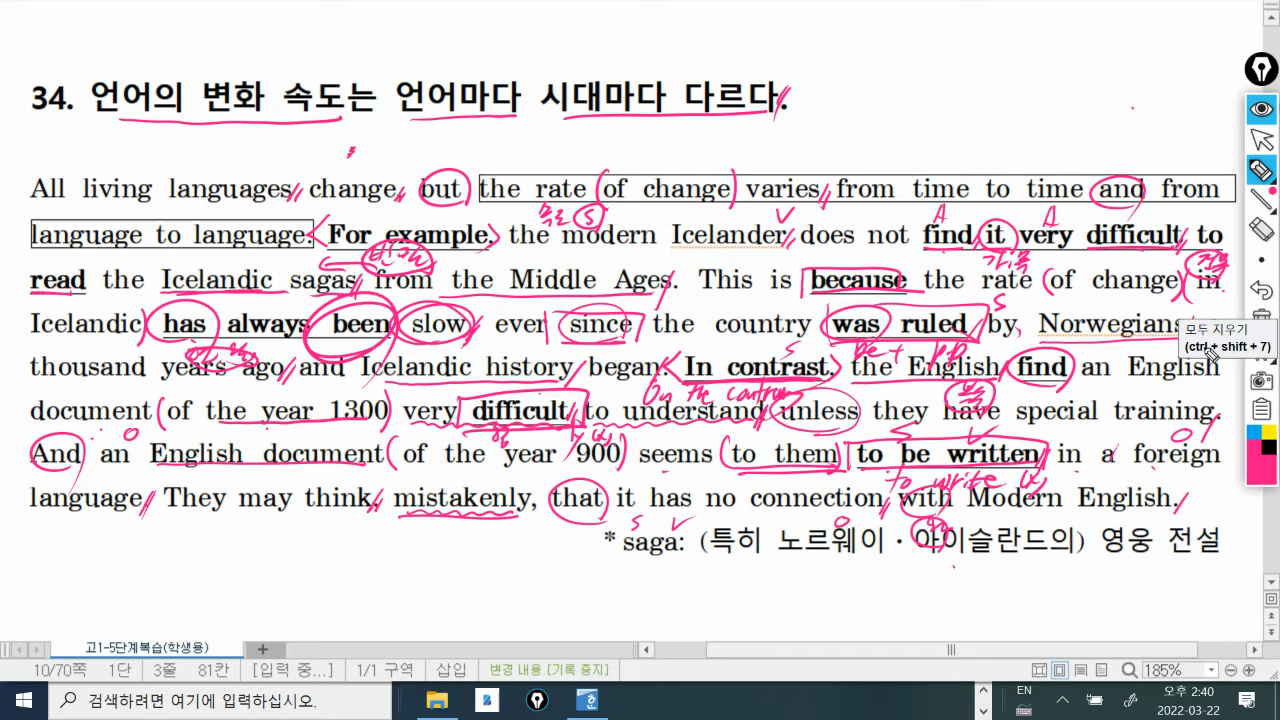 34. 언어의 변화 속도는 언어마다 시대마다 다르다.
All living languages change, but the rate of change varies from time to time and from
language to language. For example, the modern Icelander does not find it very difficult to
read the Icelandic sagas from the Middle Ages. This is because the rate of change in
Icelandic has always been slow ever since the country was ruled by Norwegians
thousand years ago and Icelandic history began. In contrast, the English find an English
document of the year 1300 very difficult to understand unless they have special training.
And an English document of the year 900 seems to them to be written in a foreign
language. They may think, mistakenly, that it has no connection with Modern English.
* saga: (특히 노르웨이·아이슬란드의) 영웅 전설
복도 S
V
A
A
be + pp
On the contrary
to write (x)
S
V
O
모두 지우기
(ctrl + shift + 7)
고1-5단계복습(학생용)
10/70쪽 1단 3줄 81칸 [입력 중...] 1/1 구역 삽입 변경 내용 [기록 중지] 185%
검색하려면 여기에 입력하십시오.
EN
오후 2:40
2022-03-22